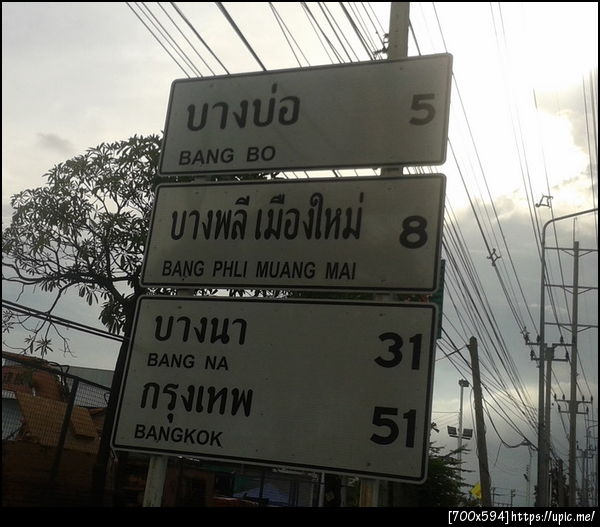 บางบ่อ 5
BANG BO
บางพลี เมืองใหม่ 8
BANG PHLI MUANG MAI
บางนา 31
BANG NA
กรุงเทพ 51
BANGKOK
[700x594]https://upic.me/